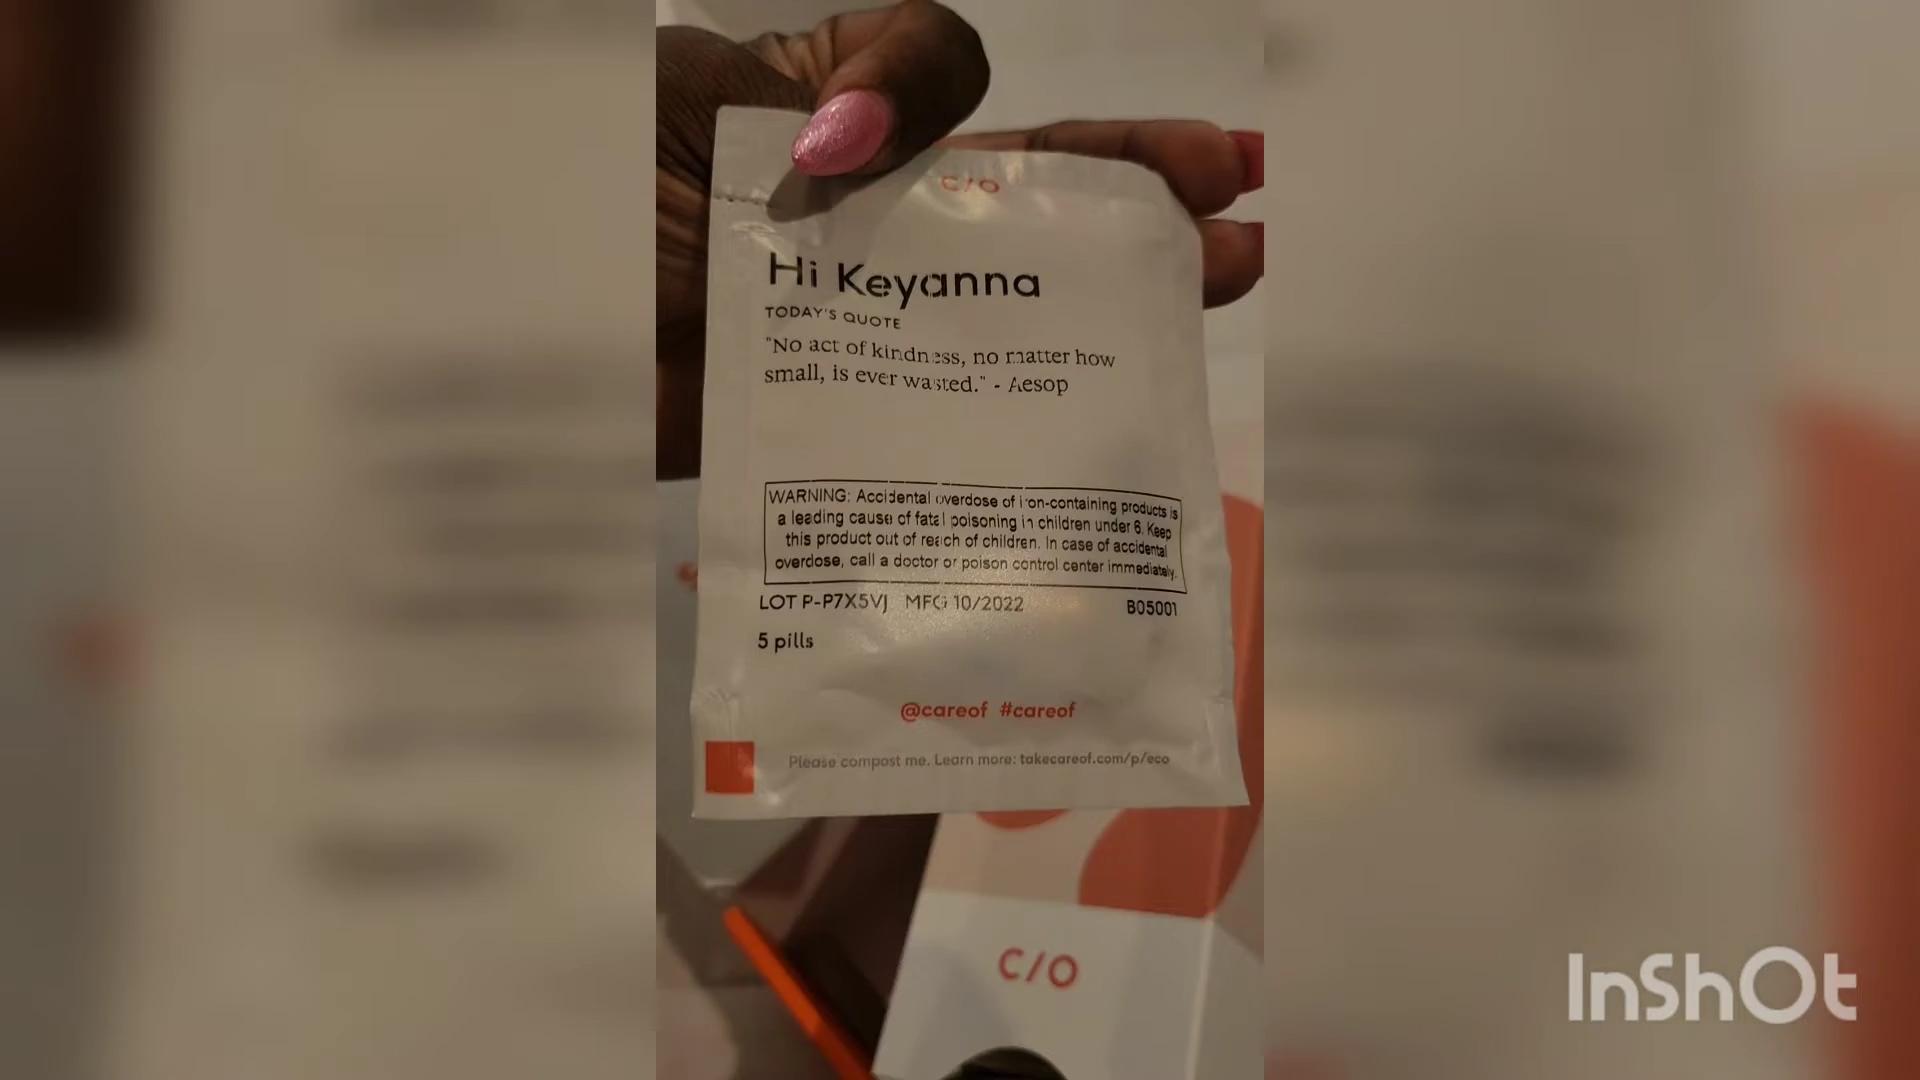 C/O
Hi Keyanna
TODAY'S QUOTE
"No act of kindness, no matter how
small, is ever wasted." - Aesop
WARNING: Accidental overdose of iron-containing products is
a leading cause of fatal poisoning in children under 6. Keep
this product out of reach of children. In case of accidental
overdose, call a doctor or poison control center immediately.
LOT P-P7X5VJ MFG 10/2022 B05001
5 pills
@careof #careof
Please compost me. Learn more: takecareof.com/p/eco
C/O
InShOt